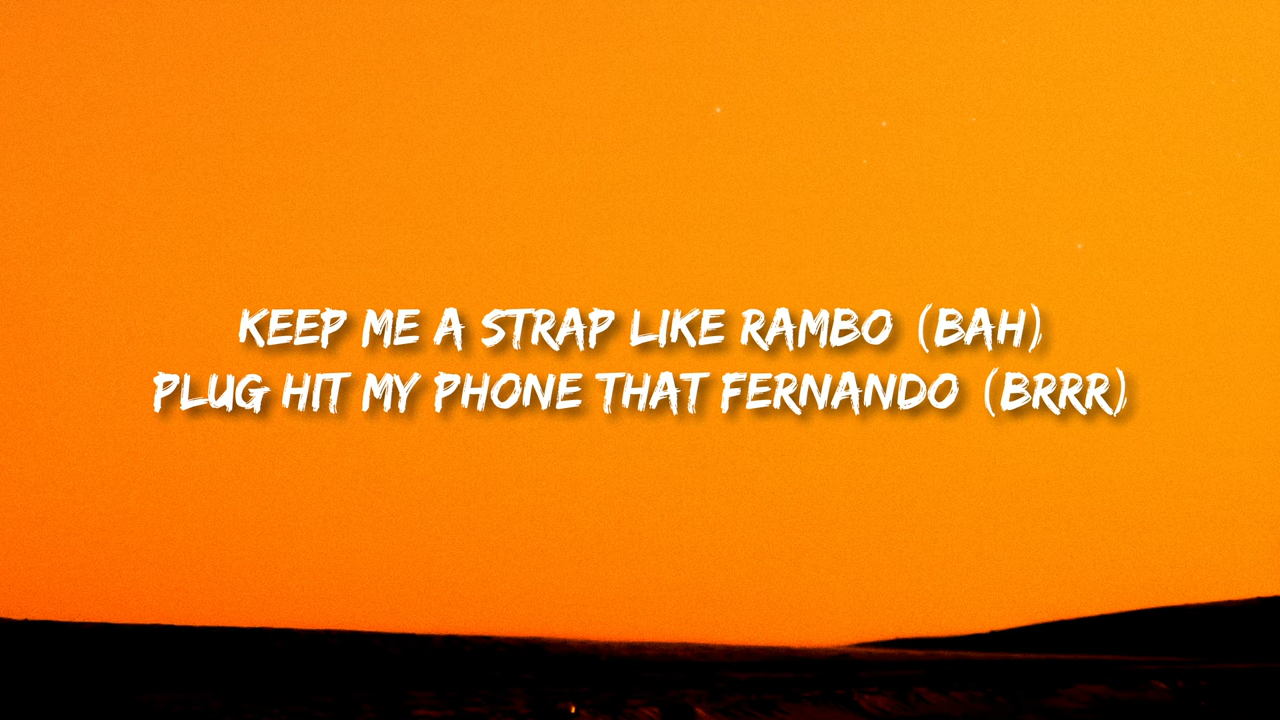 KEEP ME A STRAP LIKE RAMBO (BAH)
PLUG HIT MY PHONE THAT FERNANDO (BRRR)